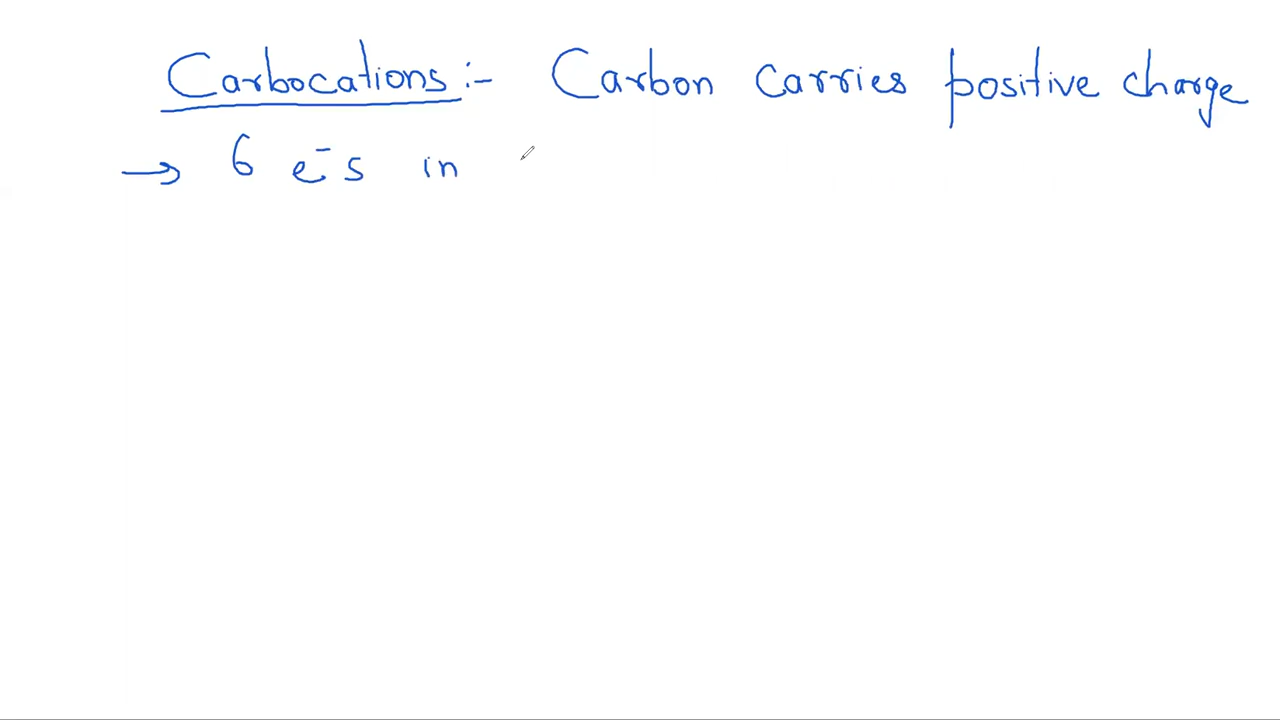 Carbocations:- Carbon carries positive charge
→ 6 e⁻s in